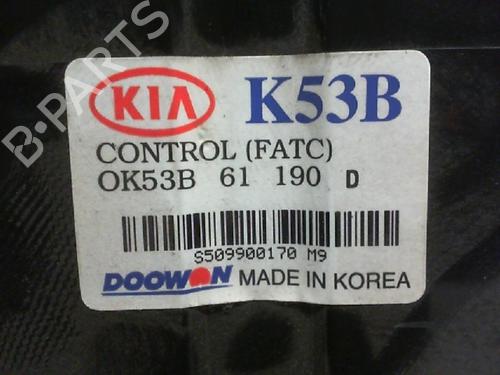 B-PARTS
KIA K53B
CONTROL (FATC)
OK53B 61 190 D
S509900170 M9
DOOWON MADE IN KOREA